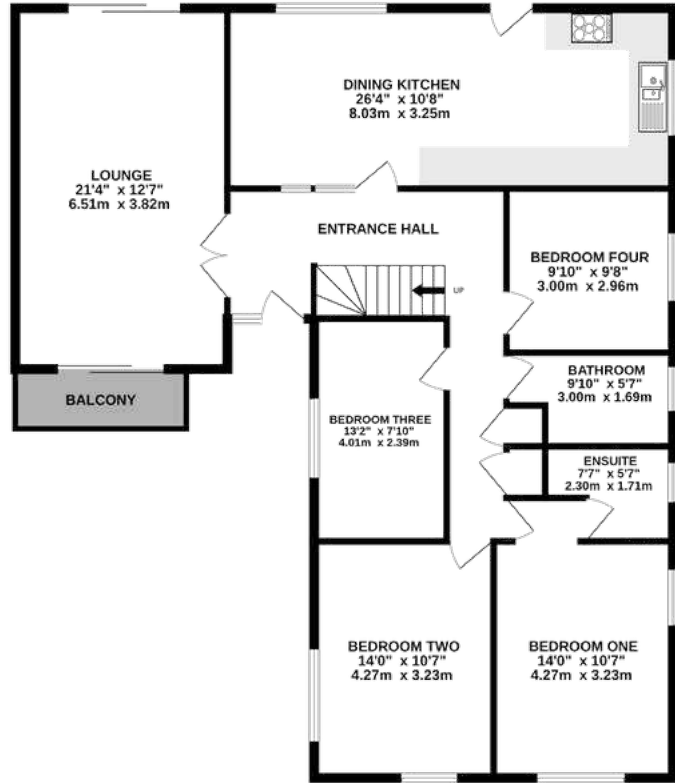 DINING KITCHEN
26'4" x 10'8"
8.03m x 3.25m
LOUNGE
21'4" x 12'7"
6.51m x 3.82m
ENTRANCE HALL
BEDROOM FOUR
9'10" x 9'8"
3.00m x 2.96m
UP
BATHROOM
9'10" x 5'7"
3.00m x 1.69m
BALCONY
BEDROOM THREE
13'2" x 7'10"
4.01m x 2.39m
ENSUITE
7'7" x 5'7"
2.30m x 1.71m
BEDROOM TWO
14'0" x 10'7"
4.27m x 3.23m
BEDROOM ONE
14'0" x 10'7"
4.27m x 3.23m